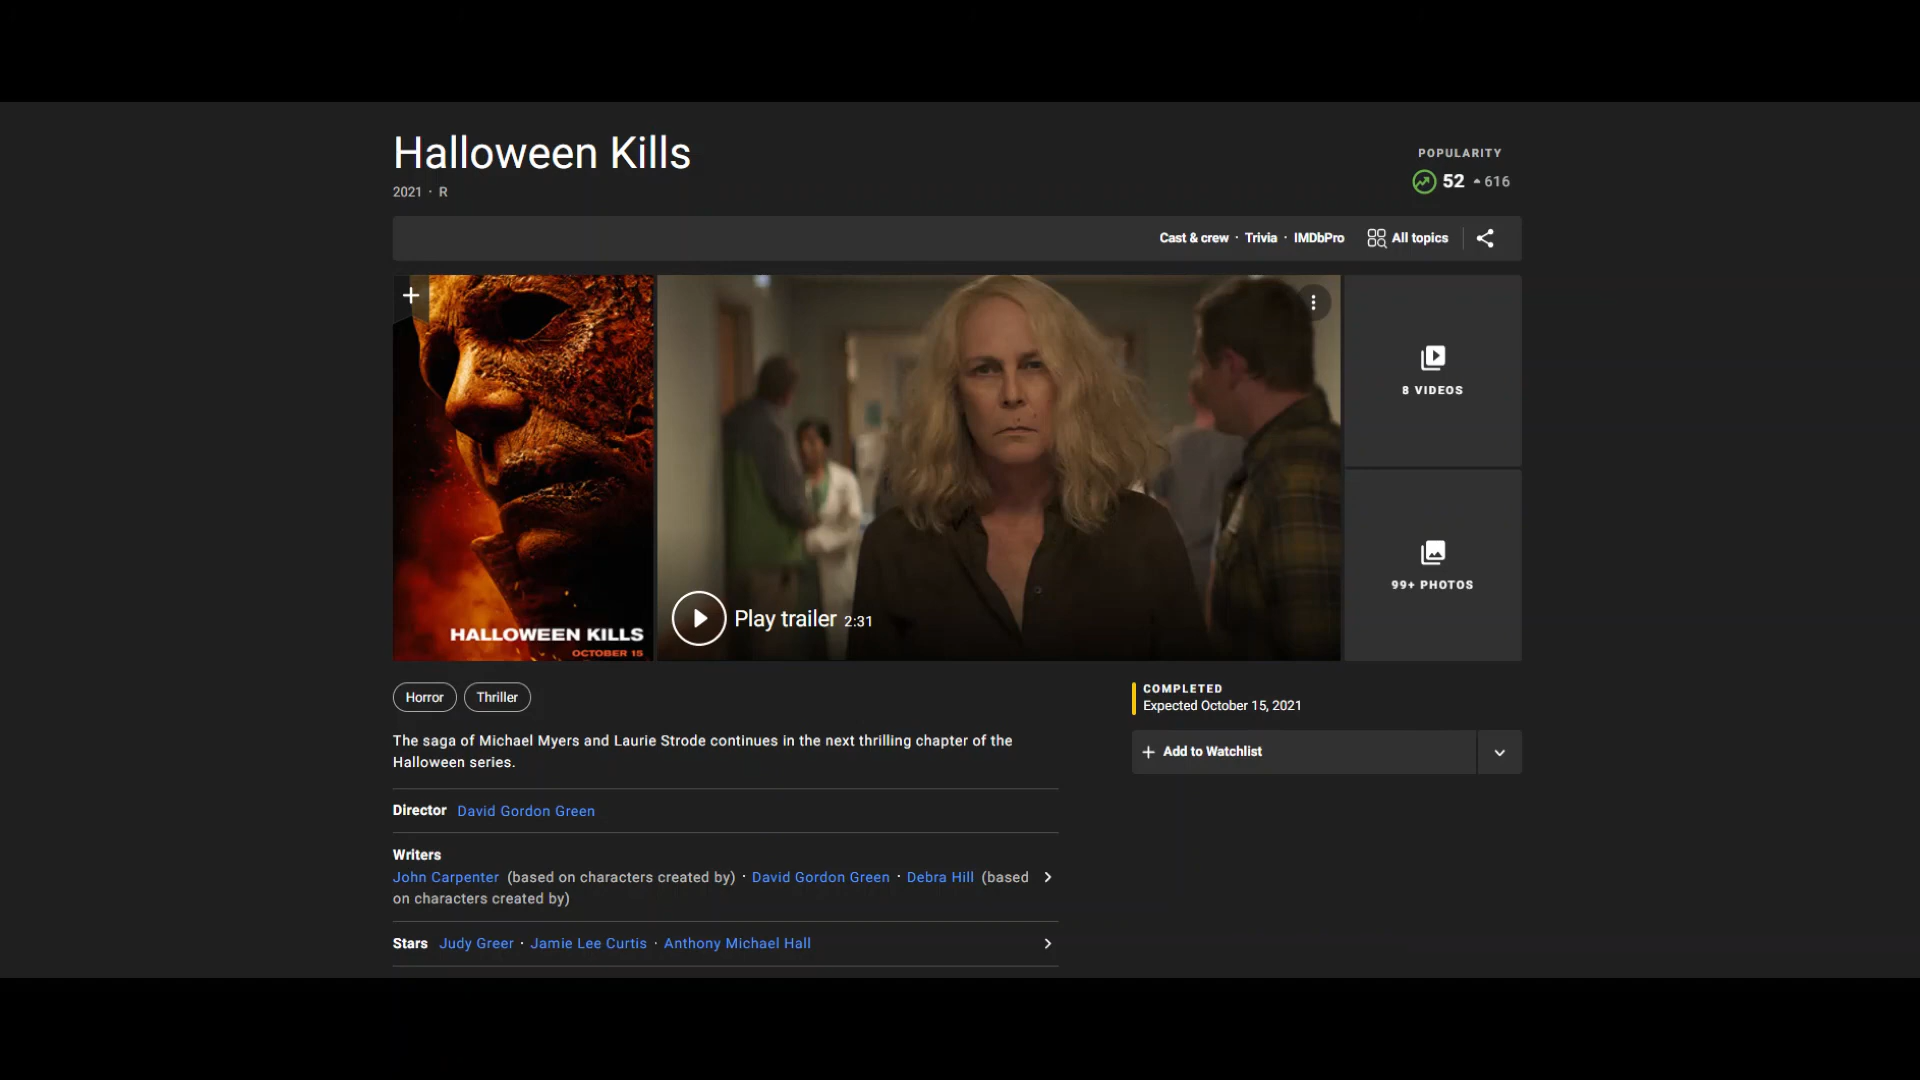 Halloween Kills
2021 · R
POPULARITY
52 616
Cast & crew · Trivia · IMDbPro All topics
8 VIDEOS
99+ PHOTOS
Play trailer 2:31
HALLOWEEN KILLS
OCTOBER 15
Horror Thriller
COMPLETED
Expected October 15, 2021
The saga of Michael Myers and Laurie Strode continues in the next thrilling chapter of the
Halloween series.
+ Add to Watchlist
Director David Gordon Green
Writers
John Carpenter (based on characters created by) · David Gordon Green · Debra Hill (based
on characters created by)
Stars Judy Greer · Jamie Lee Curtis · Anthony Michael Hall